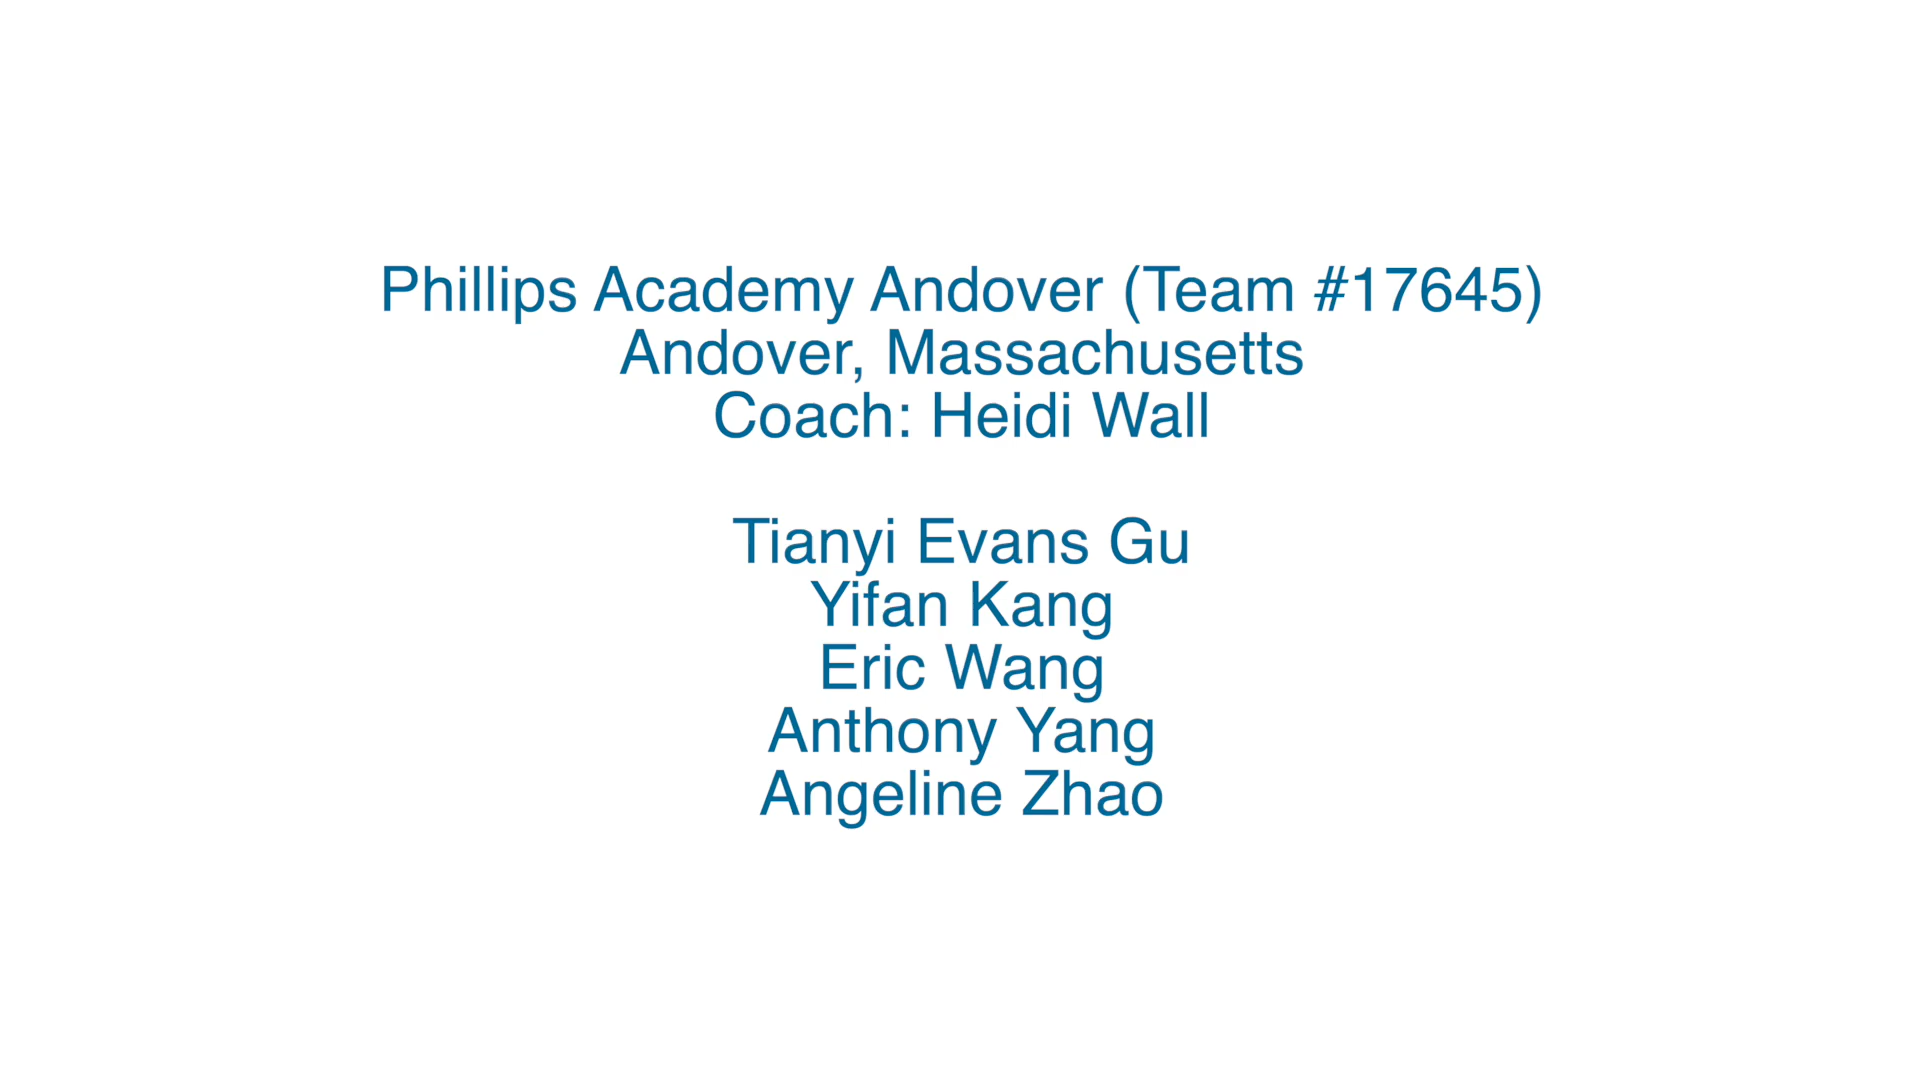 Phillips Academy Andover (Team #17645)
Andover, Massachusetts
Coach: Heidi Wall
Tianyi Evans Gu
Yifan Kang
Eric Wang
Anthony Yang
Angeline Zhao